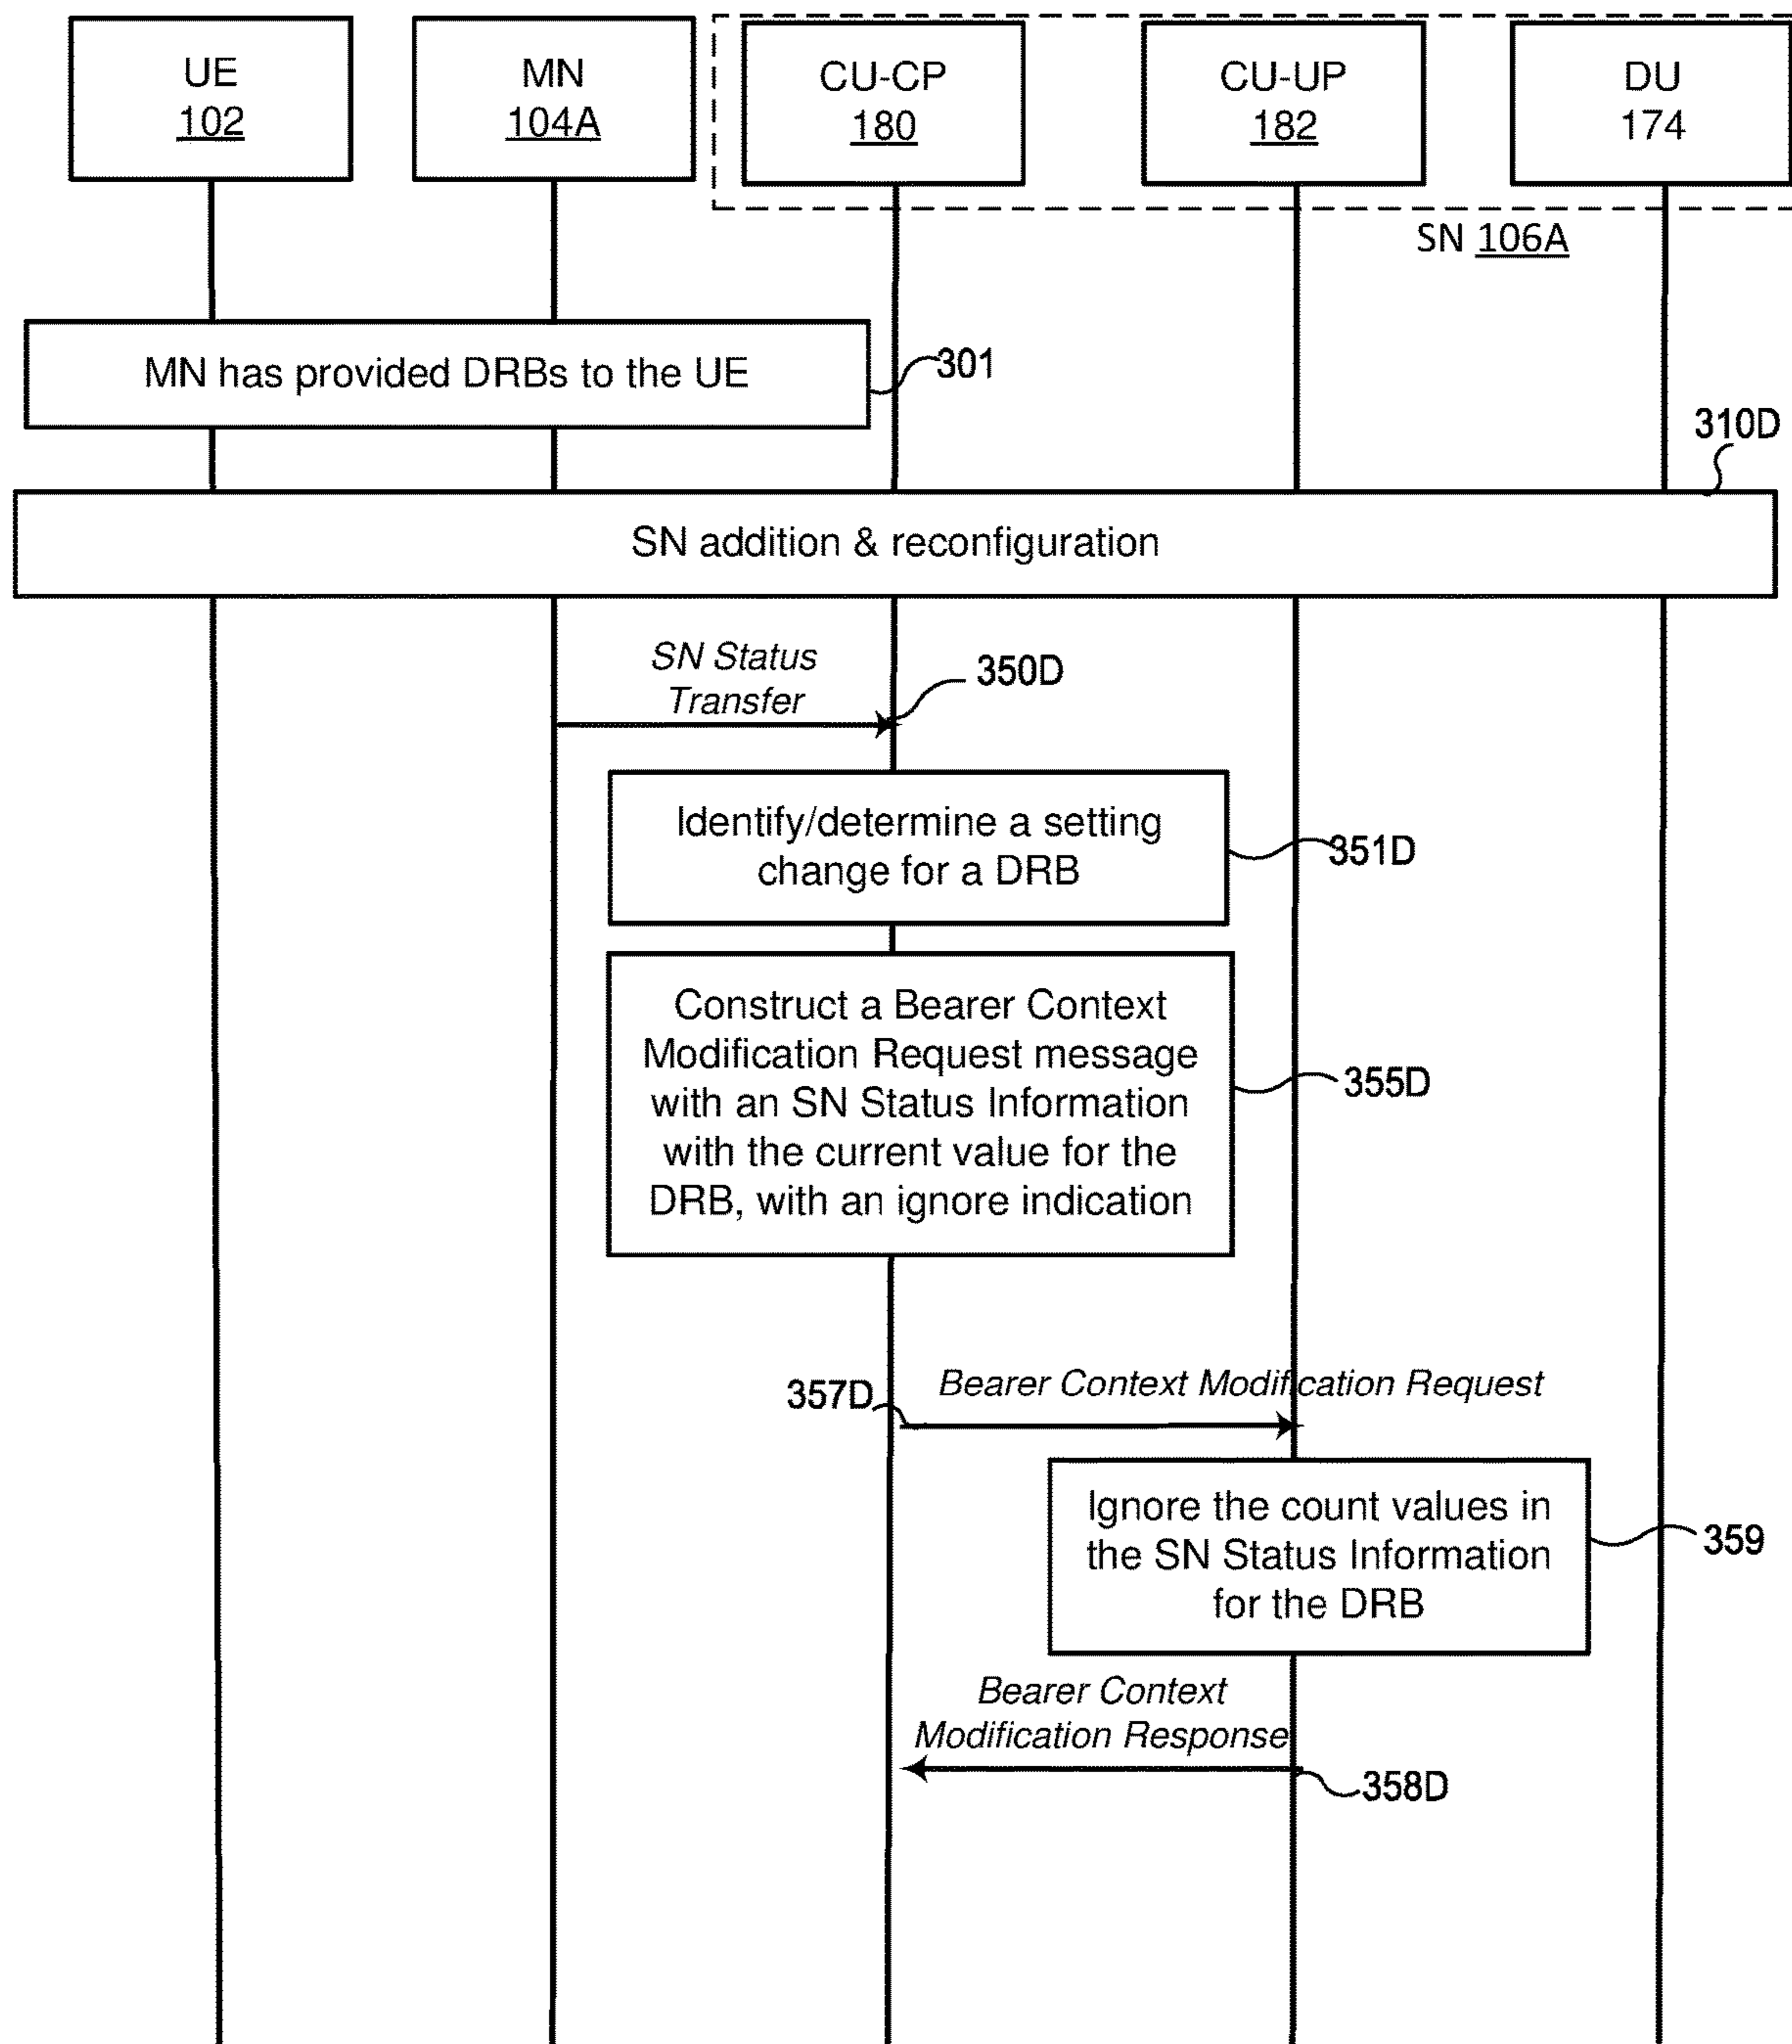 UE
102
MN
104A
CU-CP
180
CU-UP
182
DU
174
SN 106A
MN has provided DRBs to the UE
301
310D
SN addition & reconfiguration
SN Status
Transfer
350D
Identify/determine a setting
change for a DRB
351D
Construct a Bearer Context
Modification Request message
with an SN Status Information
with the current value for the
DRB, with an ignore indication
355D
357D
Bearer Context Modification Request
Ignore the count values in
the SN Status Information
for the DRB
359
Bearer Context
Modification Response
358D